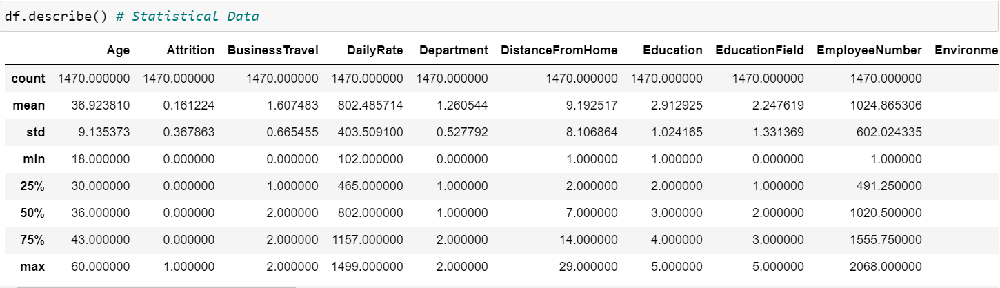 df.describe() # Statistical Data
Age Attrition BusinessTravel DailyRate Department DistanceFromHome Education EducationField EmployeeNumber Environme
count 1470.000000 1470.000000 1470.000000 1470.000000 1470.000000 1470.000000 1470.000000 1470.000000 1470.000000
mean 36.923810 0.161224 1.607483 802.485714 1.260544 9.192517 2.912925 2.247619 1024.865306
std 9.135373 0.367863 0.665455 403.509100 0.527792 8.106864 1.024165 1.331369 602.024335
min 18.000000 0.000000 0.000000 102.000000 0.000000 1.000000 1.000000 0.000000 1.000000
25% 30.000000 0.000000 1.000000 465.000000 1.000000 2.000000 2.000000 1.000000 491.250000
50% 36.000000 0.000000 2.000000 802.000000 1.000000 7.000000 3.000000 2.000000 1020.500000
75% 43.000000 0.000000 2.000000 1157.000000 2.000000 14.000000 4.000000 3.000000 1555.750000
max 60.000000 1.000000 2.000000 1499.000000 2.000000 29.000000 5.000000 5.000000 2068.000000